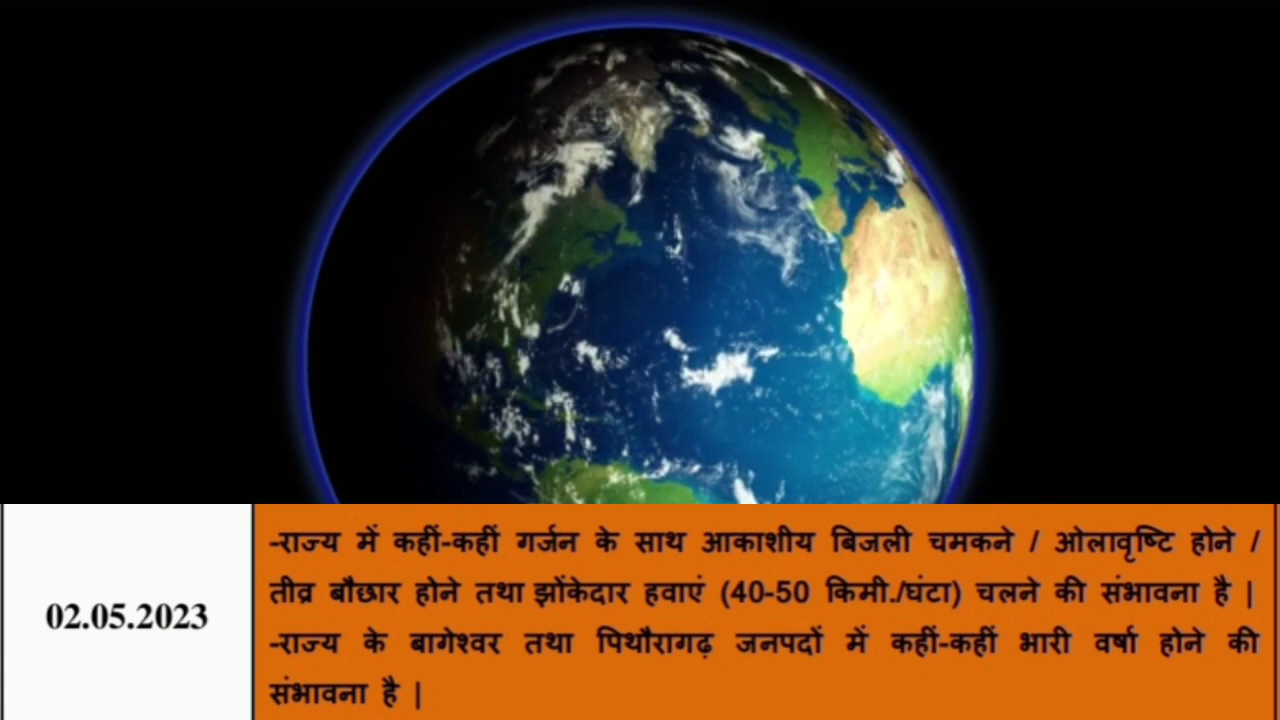 02.05.2023
-राज्य में कहीं-कहीं गर्जन के साथ आकाशीय बिजली चमकने / ओलावृष्टि होने /
तीव्र बौछार होने तथा झोंकेदार हवाएं (40-50 किमी./घंटा) चलने की संभावना है |
-राज्य के बागेश्वर तथा पिथौरागढ़ जनपदों में कहीं-कहीं भारी वर्षा होने की
संभावना है |